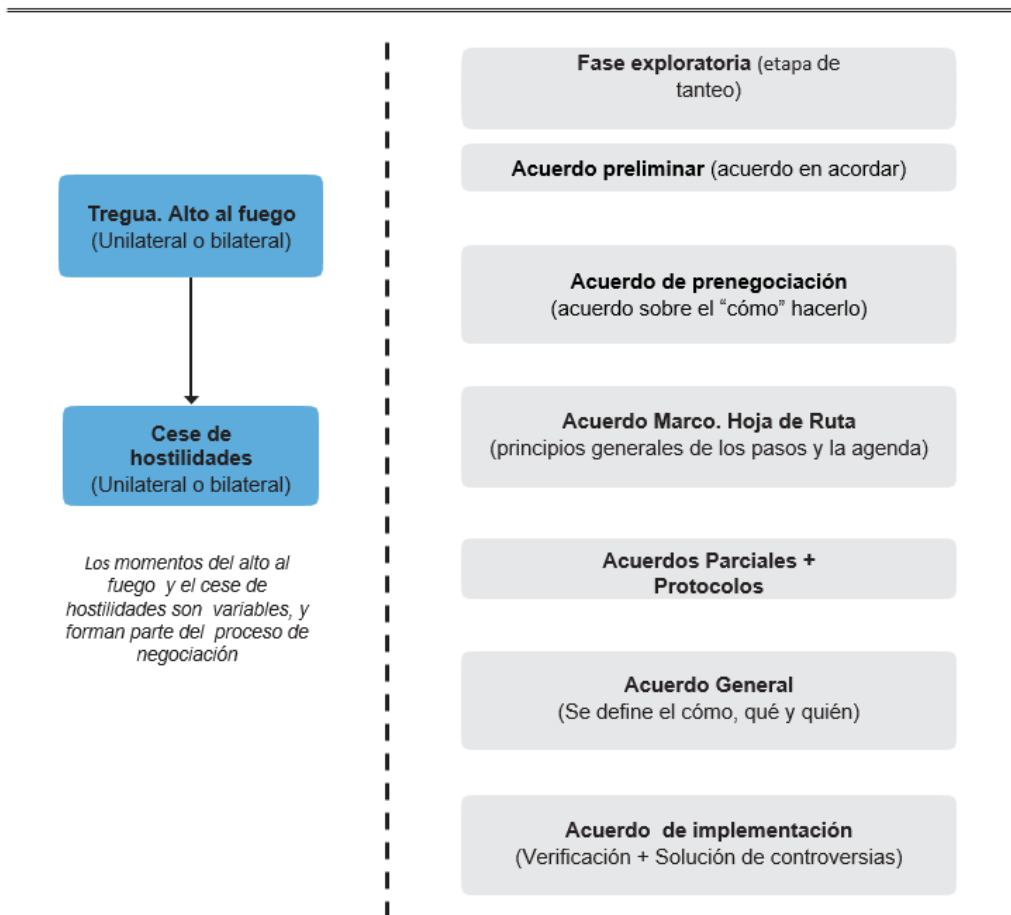 Tregua. Alto al fuego
(Unilateral o bilateral)
Cese de
hostilidades
(Unilateral o bilateral)
Los momentos del alto al
fuego y el cese de
hostilidades son variables, y
forman parte del proceso de
negociación
Fase exploratoria (etapa de
tanteo)
Acuerdo preliminar (acuerdo en acordar)
Acuerdo de prenegociación
(acuerdo sobre el “cómo” hacerlo)
Acuerdo Marco. Hoja de Ruta
(principios generales de los pasos y la agenda)
Acuerdos Parciales +
Protocolos
Acuerdo General
(Se define el cómo, qué y quién)
Acuerdo de implementación
(Verificación + Solución de controversias)